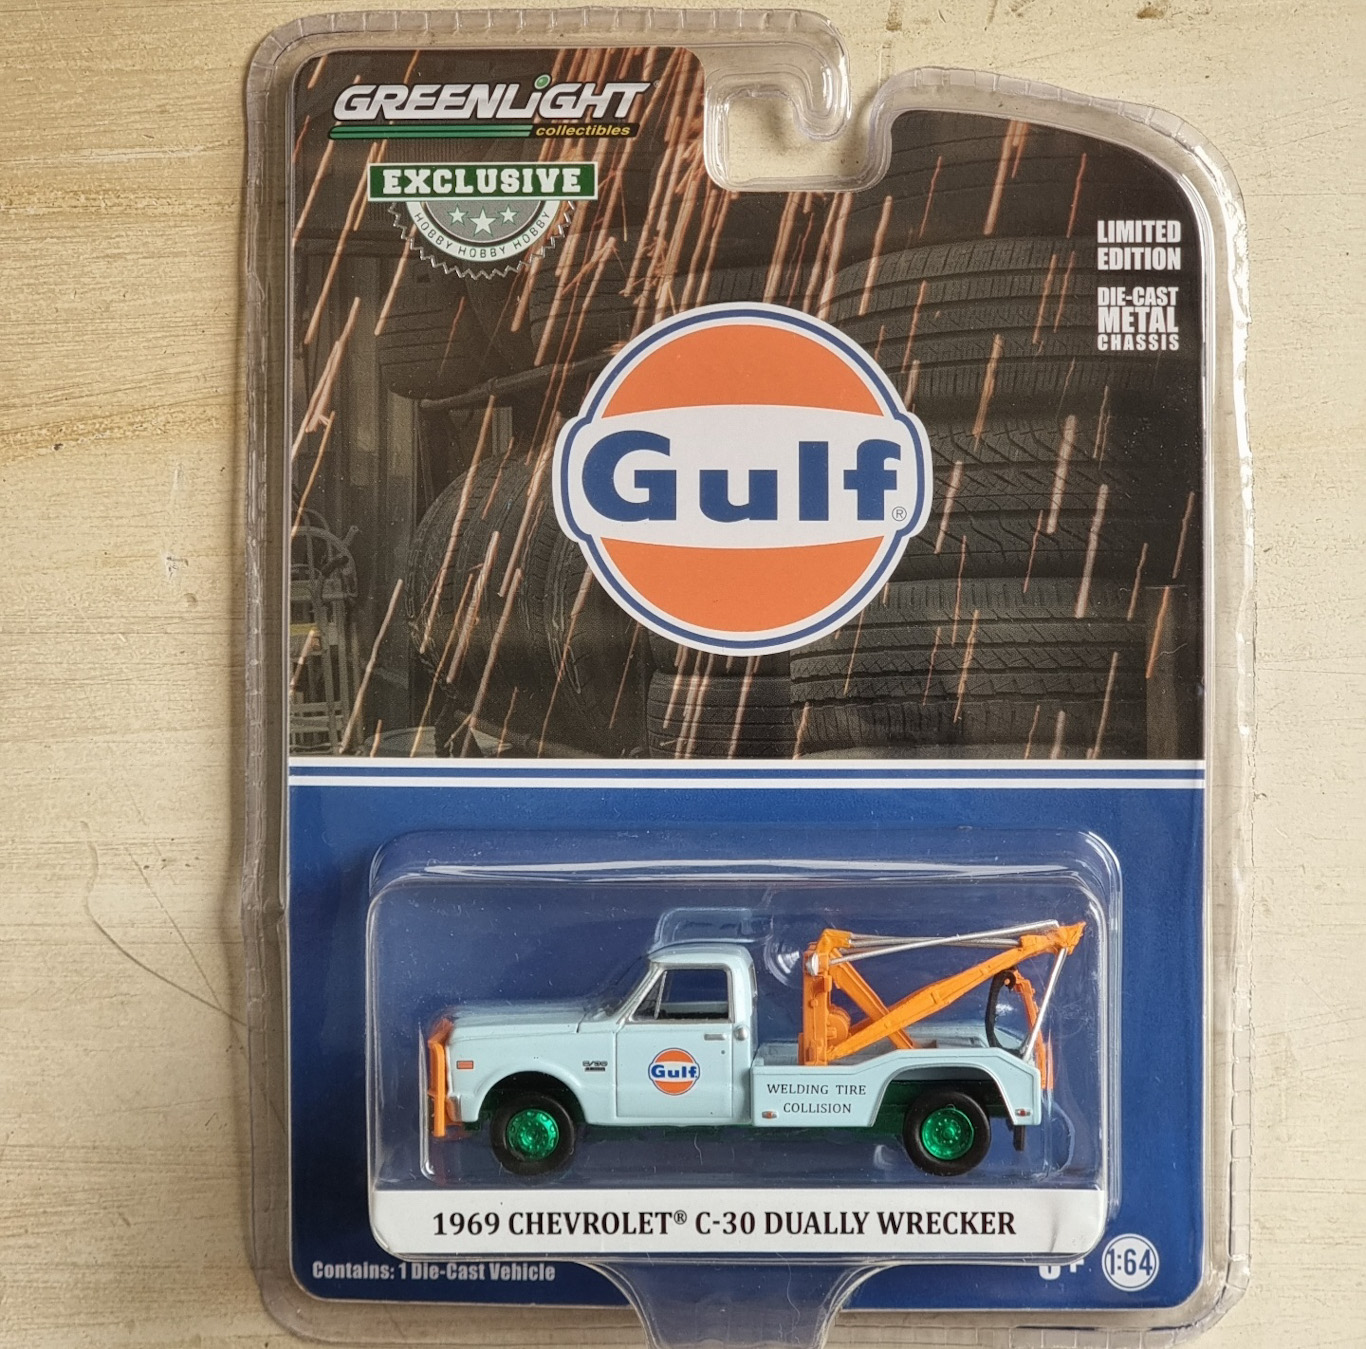 GREENLiGHT
collectibles
EXCLUSIVE
HOBBY HOBBY HOBBY
LIMITED
EDITION
DIE-CAST
METAL
CHASSIS
Gulf®
Gulf
WELDING TIRE
COLLISION
1969 CHEVROLET® C-30 DUALLY WRECKER
Contains: 1 Die-Cast Vehicle
1:64